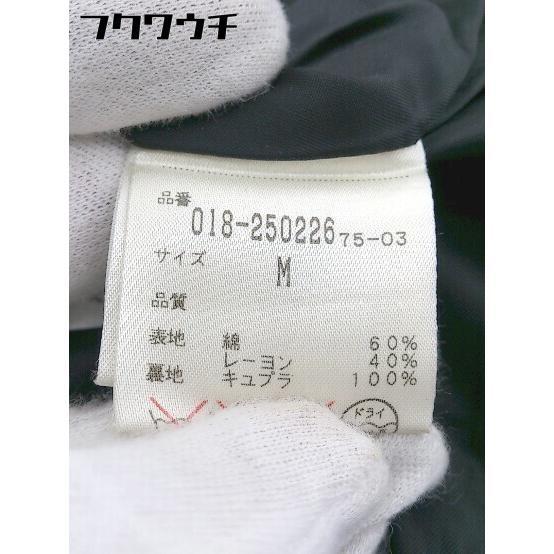 フクワウチ
品番
018-250226 75-03
サイズ
M
品質
表地 綿 60%
レーヨン 40%
裏地 キュプラ 100%
ドライ